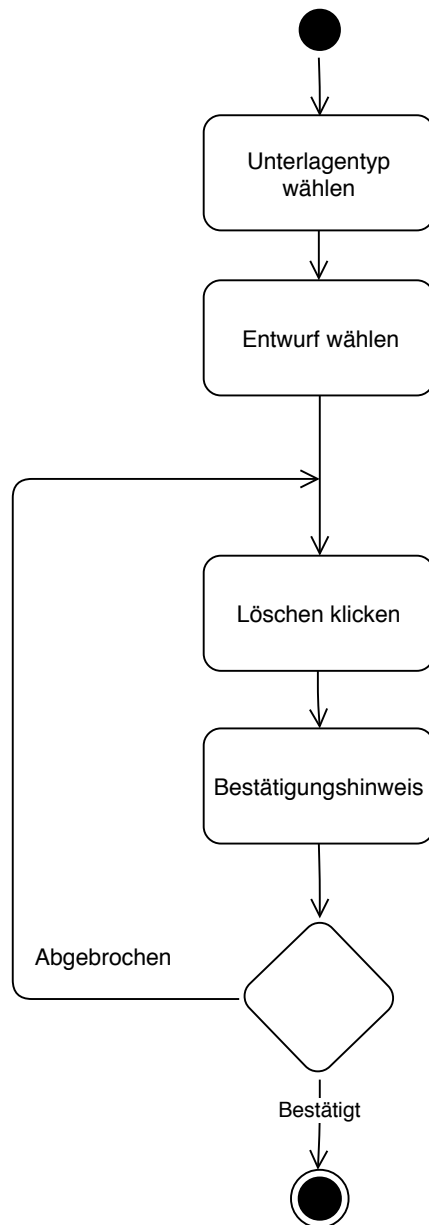 Unterlagentyp
wählen
Entwurf wählen
Löschen klicken
Bestätigungshinweis
Abgebrochen
Bestätigt